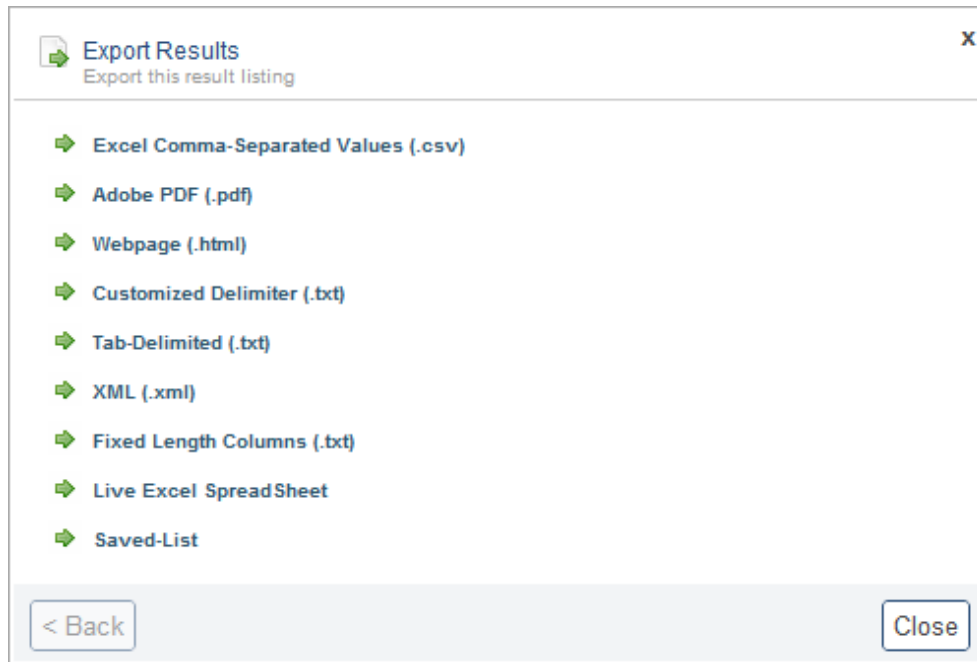 Export Results
x
Export this result listing
Excel Comma-Separated Values (.csv)
Adobe PDF (.pdf)
Webpage (.html)
Customized Delimiter (.txt)
Tab-Delimited (.txt)
XML (.xml)
Fixed Length Columns (.txt)
Live Excel SpreadSheet
Saved-List
< Back
Close